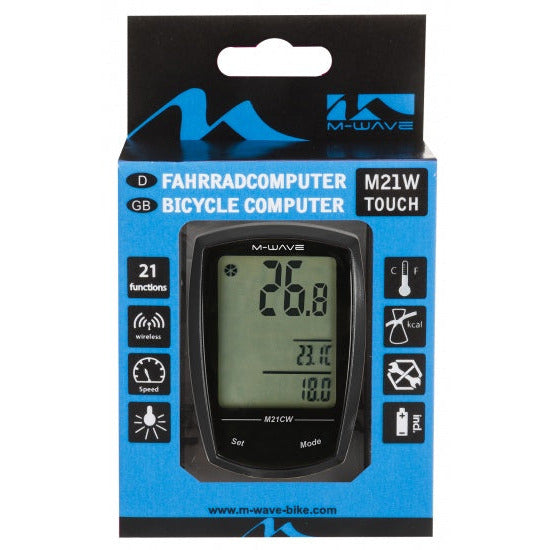 M-WAVE
D FAHRRADCOMPUTER
GB BICYCLE COMPUTER
M21W
TOUCH
21
functions
wireless
Speed
M-WAVE
26.8
23.1C
18.0
M21CW
Set Mode
C F
kcal
incl.
www.m-wave-bike.com